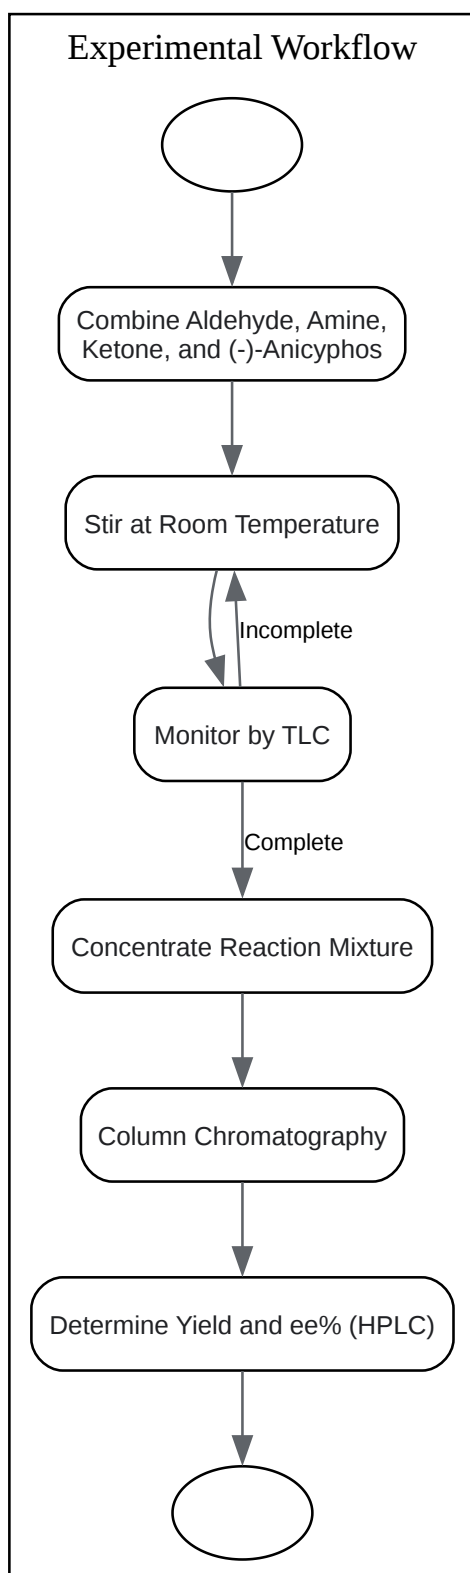 Experimental Workflow
Combine Aldehyde, Amine,
Ketone, and (-)-Anicyphos
Stir at Room Temperature
Incomplete
Monitor by TLC
Complete
Concentrate Reaction Mixture
Column Chromatography
Determine Yield and ee% (HPLC)